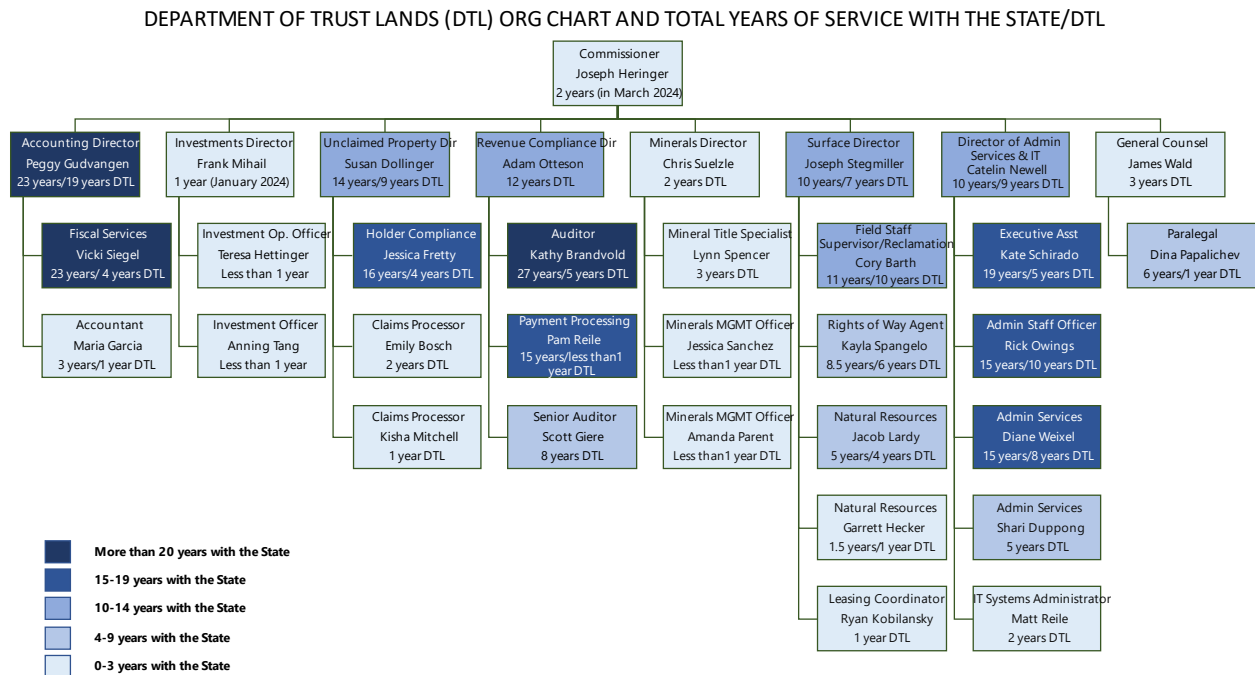 DEPARTMENT OF TRUST LANDS (DTL) ORG CHART AND TOTAL YEARS OF SERVICE WITH THE STATE/DTL
Commissioner
Joseph Heringer
2 years (in March 2024)
Accounting Director
Peggy Gudvangen
23 years/19 years DTL
Investments Director
Frank Mihail
1 year (January 2024)
Unclaimed Property Dir
Susan Dollinger
14 years/9 years DTL
Revenue Compliance Dir
Adam Otteson
12 years DTL
Minerals Director
Chris Suelzle
2 years DTL
Surface Director
Joseph Stegmiller
10 years/7 years DTL
Director of Admin
Services & IT
Catelin Newell
10 years/9 years DTL
General Counsel
James Wald
3 years DTL
Fiscal Services
Vicki Siegel
23 years/ 4 years DTL
Investment Op. Officer
Teresa Hettinger
Less than 1 year
Holder Compliance
Jessica Fretty
16 years/4 years DTL
Auditor
Kathy Brandvold
27 years/5 years DTL
Mineral Title Specialist
Lynn Spencer
3 years DTL
Field Staff
Supervisor/Reclamation
Cory Barth
11 years/10 years DTL
Executive Asst
Kate Schirado
19 years/5 years DTL
Paralegal
Dina Papalichev
6 years/1 year DTL
Accountant
Maria Garcia
3 years/1 year DTL
Investment Officer
Anning Tang
Less than 1 year
Claims Processor
Emily Bosch
2 years DTL
Payment Processing
Pam Reile
15 years/less than1
year DTL
Minerals MGMT Officer
Jessica Sanchez
Less than1 year DTL
Rights of Way Agent
Kayla Spangelo
8.5 years/6 years DTL
Admin Staff Officer
Rick Owings
15 years/10 years DTL
Claims Processor
Kisha Mitchell
1 year DTL
Senior Auditor
Scott Giere
8 years DTL
Minerals MGMT Officer
Amanda Parent
Less than1 year DTL
Natural Resources
Jacob Lardy
5 years/4 years DTL
Admin Services
Diane Weixel
15 years/8 years DTL
Natural Resources
Garrett Hecker
1.5 years/1 year DTL
Admin Services
Shari Duppong
5 years DTL
Leasing Coordinator
Ryan Kobilansky
1 year DTL
IT Systems Administrator
Matt Reile
2 years DTL
More than 20 years with the State
15-19 years with the State
10-14 years with the State
4-9 years with the State
0-3 years with the State